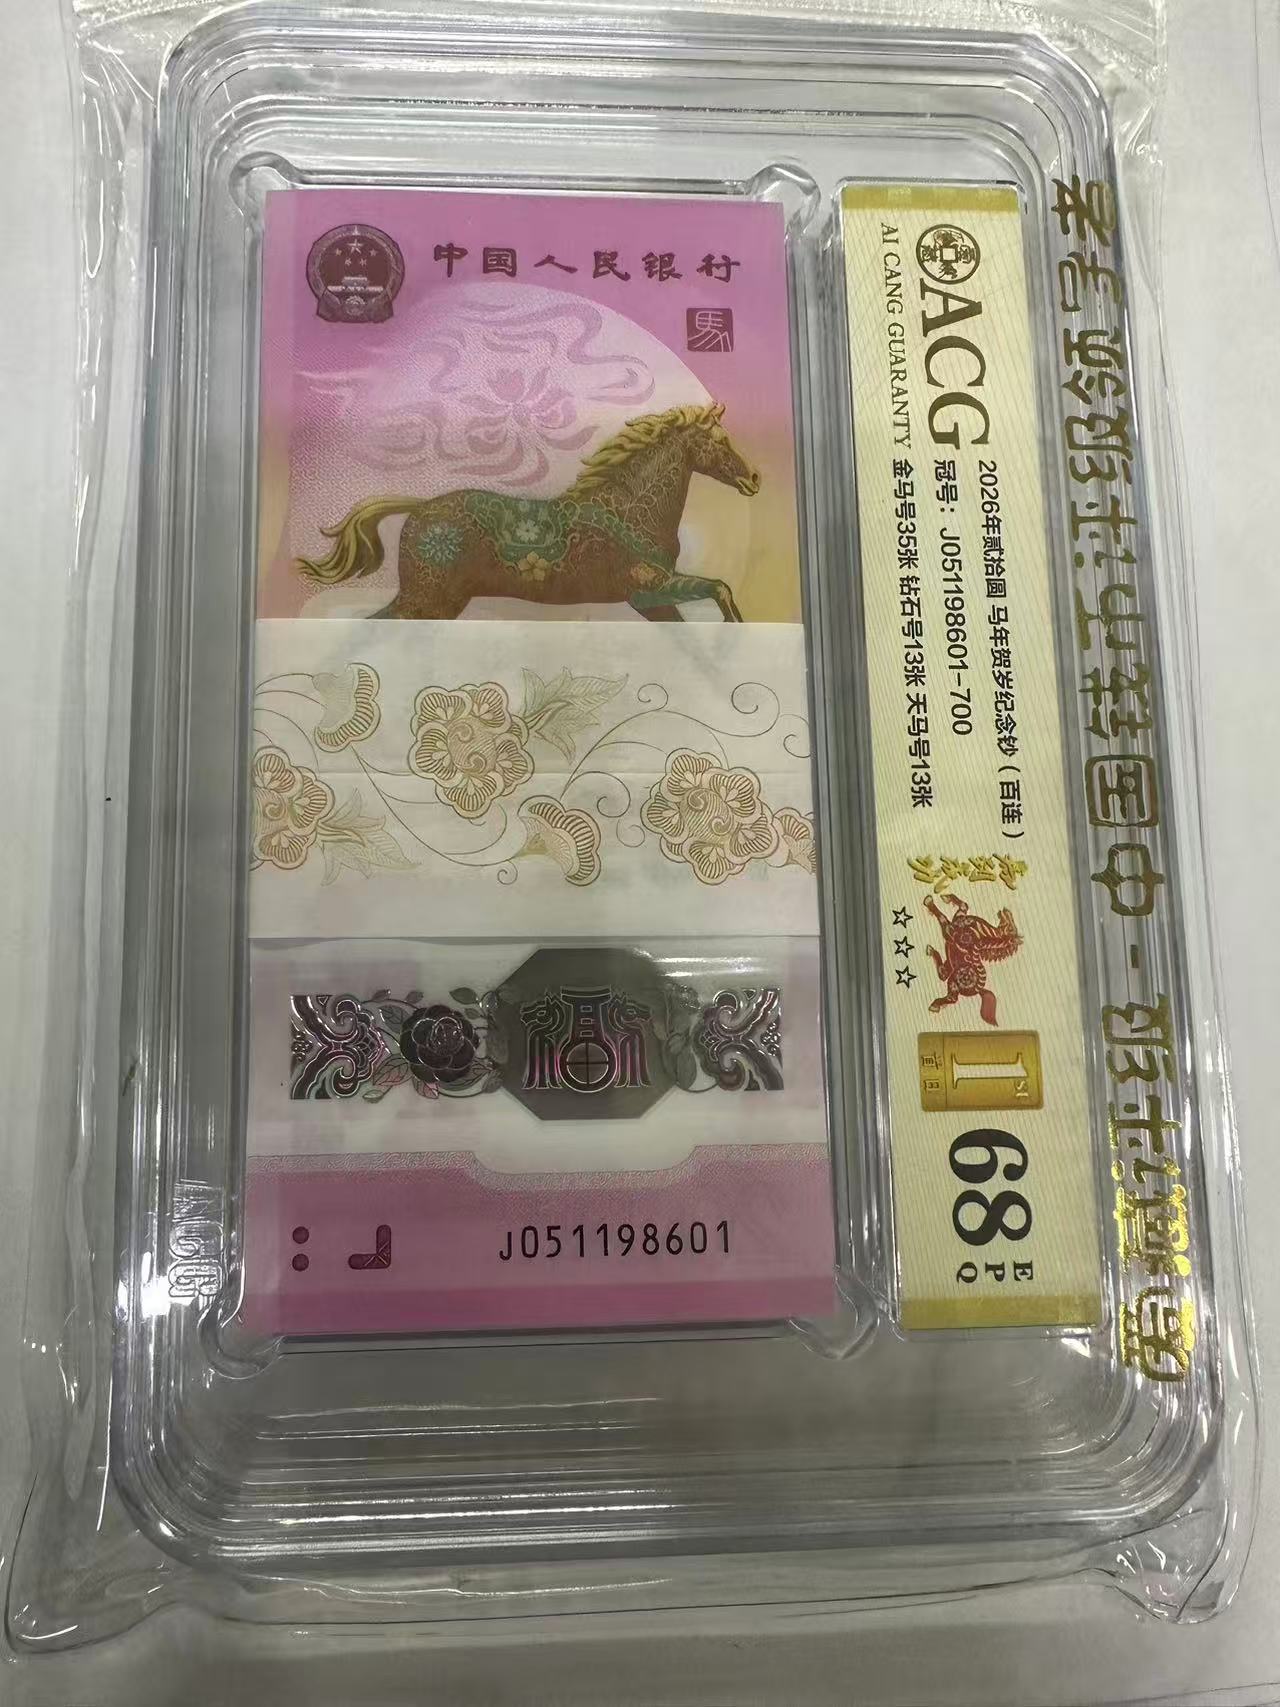 中国人民银行
馬
J051198601
ACG
AI CANG GUARANTY
2026年贰拾圆 马年贺岁纪念钞（百连）
冠号：J051198601-700
金马号35张 钻石号13张 天马号13张
☆☆☆
1ST
首日
68
EPQ